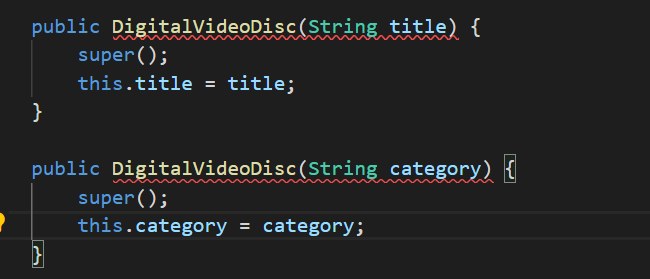 public DigitalVideoDisc(String title) {
    super();
    this.title = title;
}
public DigitalVideoDisc(String category) {
    super();
    this.category = category;
}